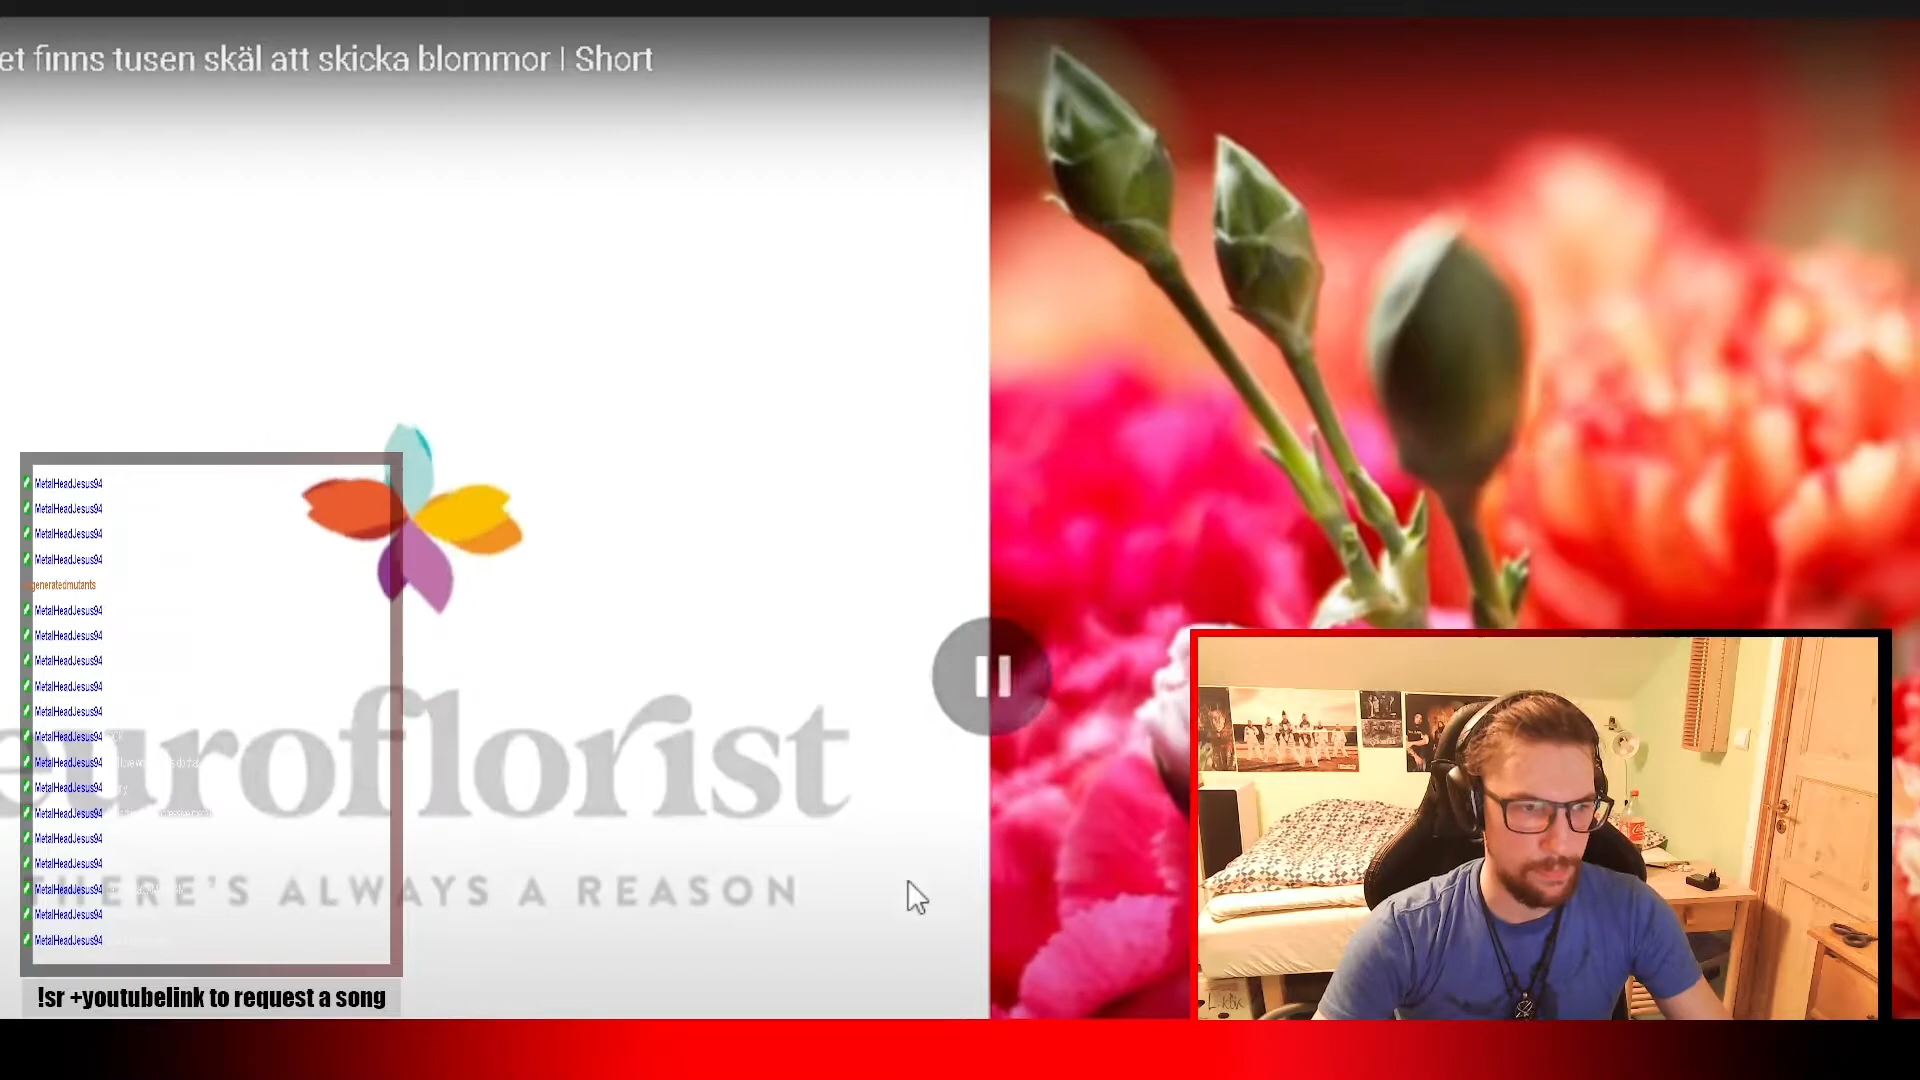 et finns tusen skäl att skicka blommor | Short
MetalHeadJesus94
MetalHeadJesus94
MetalHeadJesus94
MetalHeadJesus94
generatedmutants
MetalHeadJesus94
MetalHeadJesus94
MetalHeadJesus94
MetalHeadJesus94
MetalHeadJesus94
MetalHeadJesus94
MetalHeadJesus94
MetalHeadJesus94
MetalHeadJesus94
MetalHeadJesus94
MetalHeadJesus94
MetalHeadJesus94
MetalHeadJesus94
MetalHeadJesus94
euroflorist
THERE'S ALWAYS A REASON
!sr +youtubelink to request a song